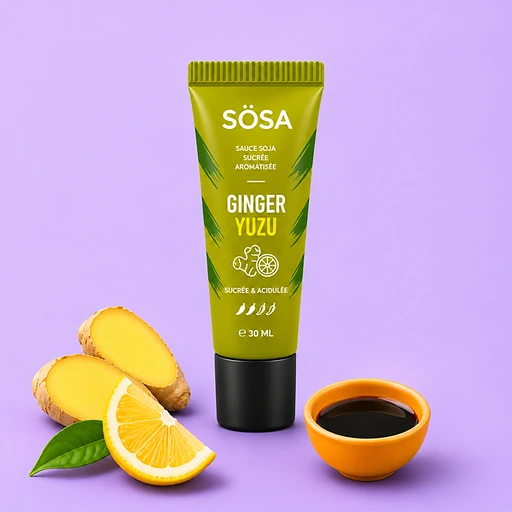 SÖSA
SAUCE SOJA
SUCRÉE
AROMATISÉE
GINGER
YUZU
SUCRÉE & ACIDULÉE
℮ 30 ML